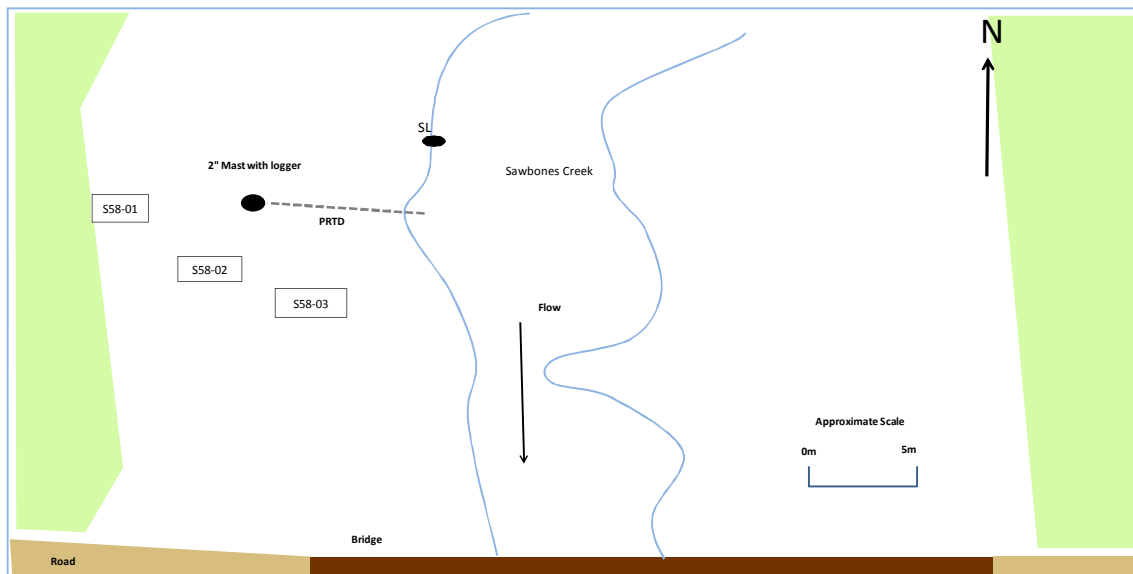 N
SL
2" Mast with logger
Sawbones Creek
S58-01
PRTD
S58-02
S58-03
Flow
Approximate Scale
0m
5m
Bridge
Road